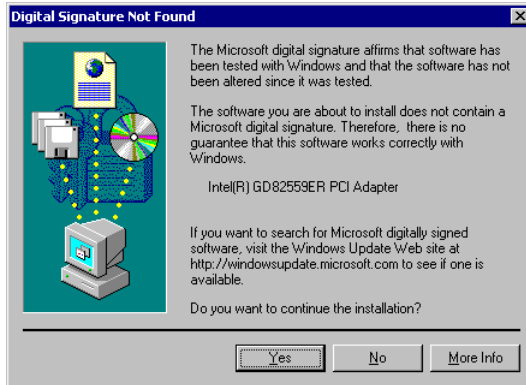 Digital Signature Not Found
The Microsoft digital signature affirms that software has
been tested with Windows and that the software has not
been altered since it was tested.
The software you are about to install does not contain a
Microsoft digital signature. Therefore, there is no
guarantee that this software works correctly with
Windows.
Intel(R) GD82559ER PCI Adapter
If you want to search for Microsoft digitally signed
software, visit the Windows Update Web site at
http://windowsupdate.microsoft.com to see if one is
available.
Do you want to continue the installation?
Yes No More Info